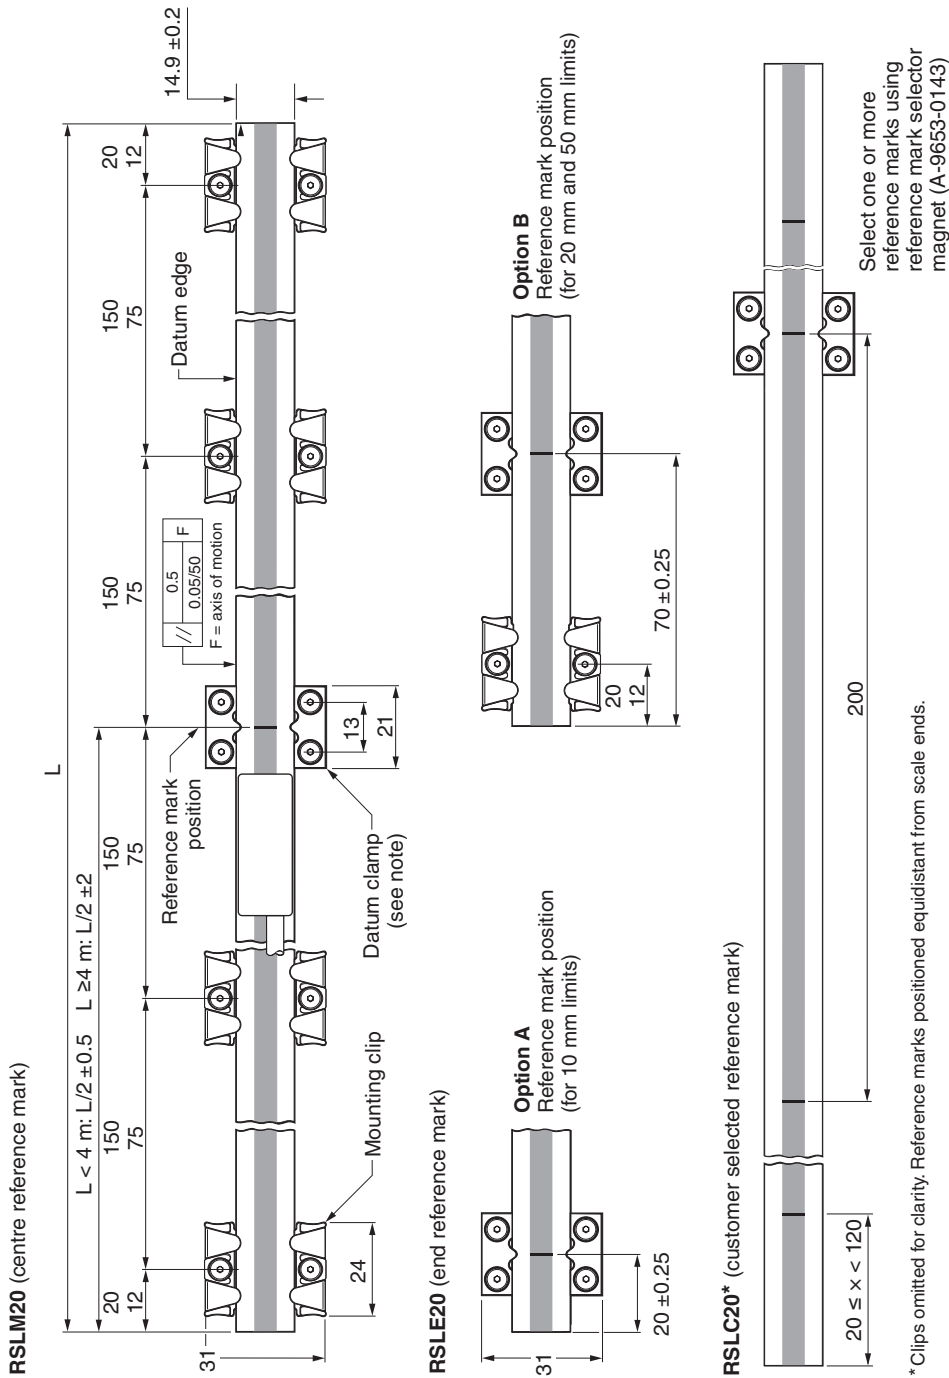 RSLM20 (centre reference mark)
L
L < 4 m: L/2 ±0.5 L ≥4 m: L/2 ±2
20
12
150
75
150
75
150
75
150
75
20
12
14.9 ±0.2
Reference mark
position
// 0.5 F
0.05/50
F = axis of motion
Datum edge
31
24
Mounting clip
Datum clamp
(see note)
13
21
RSLE20 (end reference mark)
Option A
Reference mark position
(for 10 mm limits)
31
20 ±0.25
Option B
Reference mark position
(for 20 mm and 50 mm limits)
20
12
70 ±0.25
RSLC20* (customer selected reference mark)
20 ≤ × < 120
200
Select one or more
reference marks using
reference mark selector
magnet (A-9653-0143)
*Clips omitted for clarity. Reference marks positioned equidistant from scale ends.